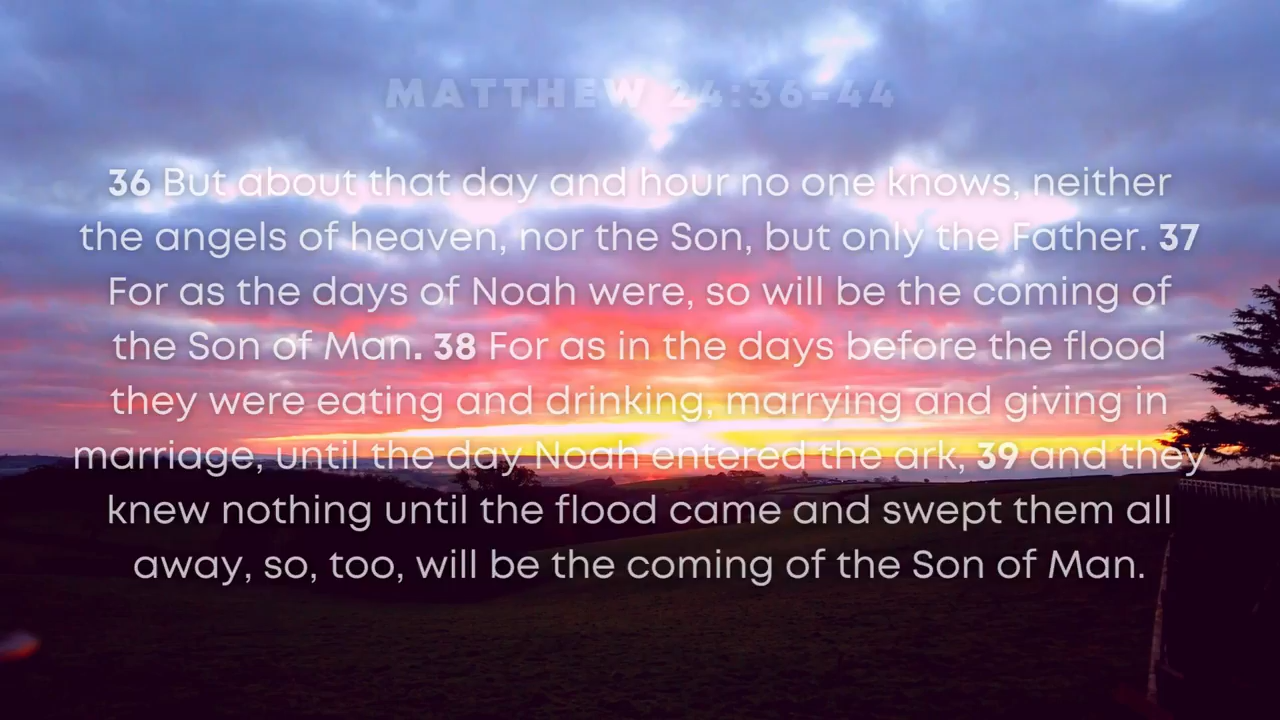 MATTHEW 24:36-44
36 But about that day and hour no one knows, neither
the angels of heaven, nor the Son, but only the Father. 37
For as the days of Noah were, so will be the coming of
the Son of Man. 38 For as in the days before the flood
they were eating and drinking, marrying and giving in
marriage, until the day Noah entered the ark, 39 and they
knew nothing until the flood came and swept them all
away, so, too, will be the coming of the Son of Man.